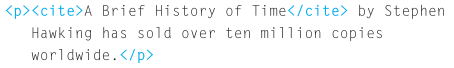 <p><cite>A Brief History of Time</cite> by Stephen
Hawking has sold over ten million copies
worldwide.</p>